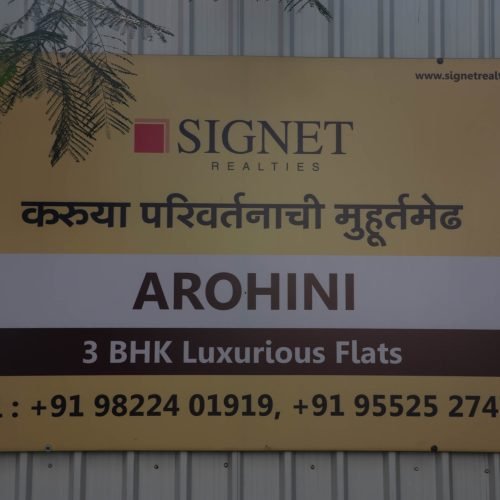 www.signetrealt
SIGNET
REALTIES
करुया परिवर्तनाची मुहूर्तमेढ
AROHINI
3 BHK Luxurious Flats
: +91 98224 01919, +91 95525 274